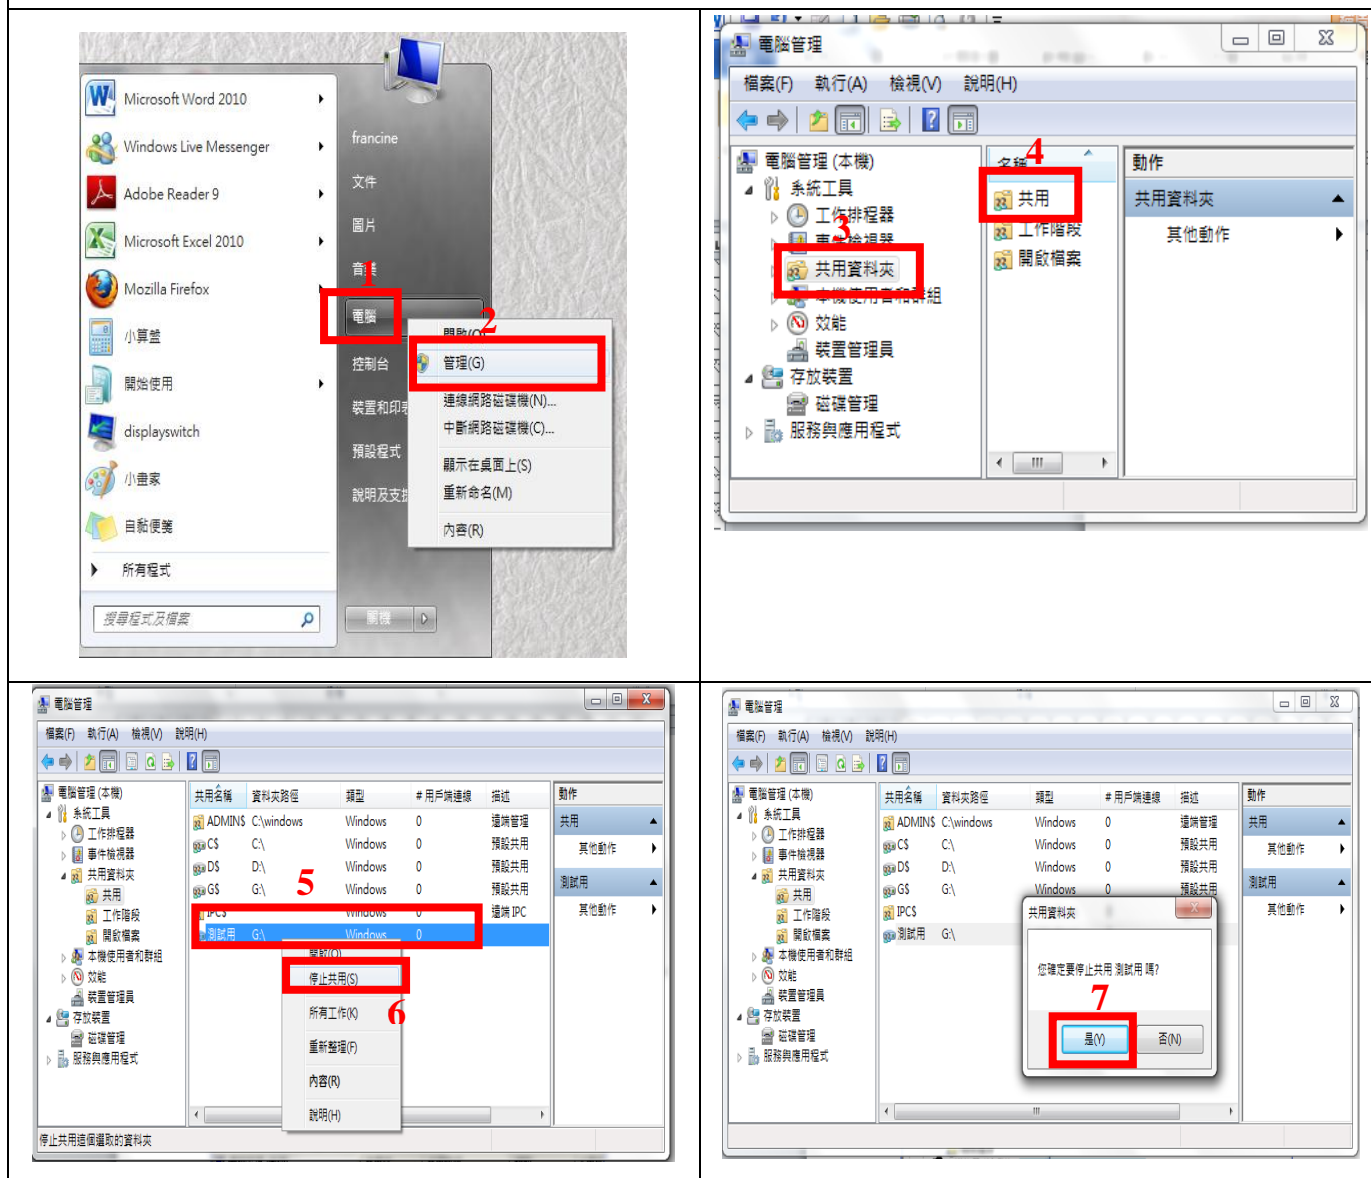 Microsoft Word 2010
Windows Live Messenger
Adobe Reader 9
Microsoft Excel 2010
Mozilla Firefox
小算盤
開始使用
displayswitch
小畫家
自黏便箋
所有程式
搜尋程式及檔案
francine
文件
圖片
1
電腦
控制台
預設程式
關機
2
管理(G)
連線網路磁碟機(N)...
中斷網路磁碟機(C)...
顯示在桌面上(S)
重新命名(M)
內容(R)
電腦管理
檔案(F) 執行(A) 檢視(V) 說明(H)
電腦管理 (本機)
系統工具
工作排程器
3
共用資料夾
本機使用者和群組
效能
裝置管理員
存放裝置
磁碟管理
服務與應用程式
4
共用
工作階段
開啟檔案
動作
共用資料夾
其他動作
電腦管理
檔案(F) 執行(A) 檢視(V) 說明(H)
電腦管理 (本機)
系統工具
工作排程器
事件檢視器
共用資料夾
共用
工作階段
開啟檔案
本機使用者和群組
效能
裝置管理員
存放裝置
磁碟管理
服務與應用程式
共用名稱 資料夾路徑 類型 # 用戶端連線 描述
ADMIN$ C:\windows Windows 0 遠端管理
C$ C:\ Windows 0 預設共用
D$ D:\ Windows 0 預設共用
G$ G:\ Windows 0 預設共用
5
IPC$ Windows 0 遠端 IPC
測試用 G:\ Windows 0
開啟(O)
停止共用(S)
6
所有工作(K)
重新整理(F)
內容(R)
說明(H)
動作
共用
其他動作
測試用
其他動作
停止共用這個選取的資料夾
電腦管理
檔案(F) 執行(A) 檢視(V) 說明(H)
電腦管理 (本機)
系統工具
工作排程器
事件檢視器
共用資料夾
共用
工作階段
開啟檔案
本機使用者和群組
效能
裝置管理員
存放裝置
磁碟管理
服務與應用程式
共用名稱 資料夾路徑 類型 # 用戶端連線 描述
ADMIN$ C:\windows Windows 0 遠端管理
C$ C:\ Windows 0 預設共用
D$ D:\ Windows 0 預設共用
G$ G:\ Windows 0 預設共用
IPC$
測試用 G:\
共用資料夾
您確定要停止共用 測試用 嗎?
7
是(Y) 否(N)
動作
共用
其他動作
測試用
其他動作